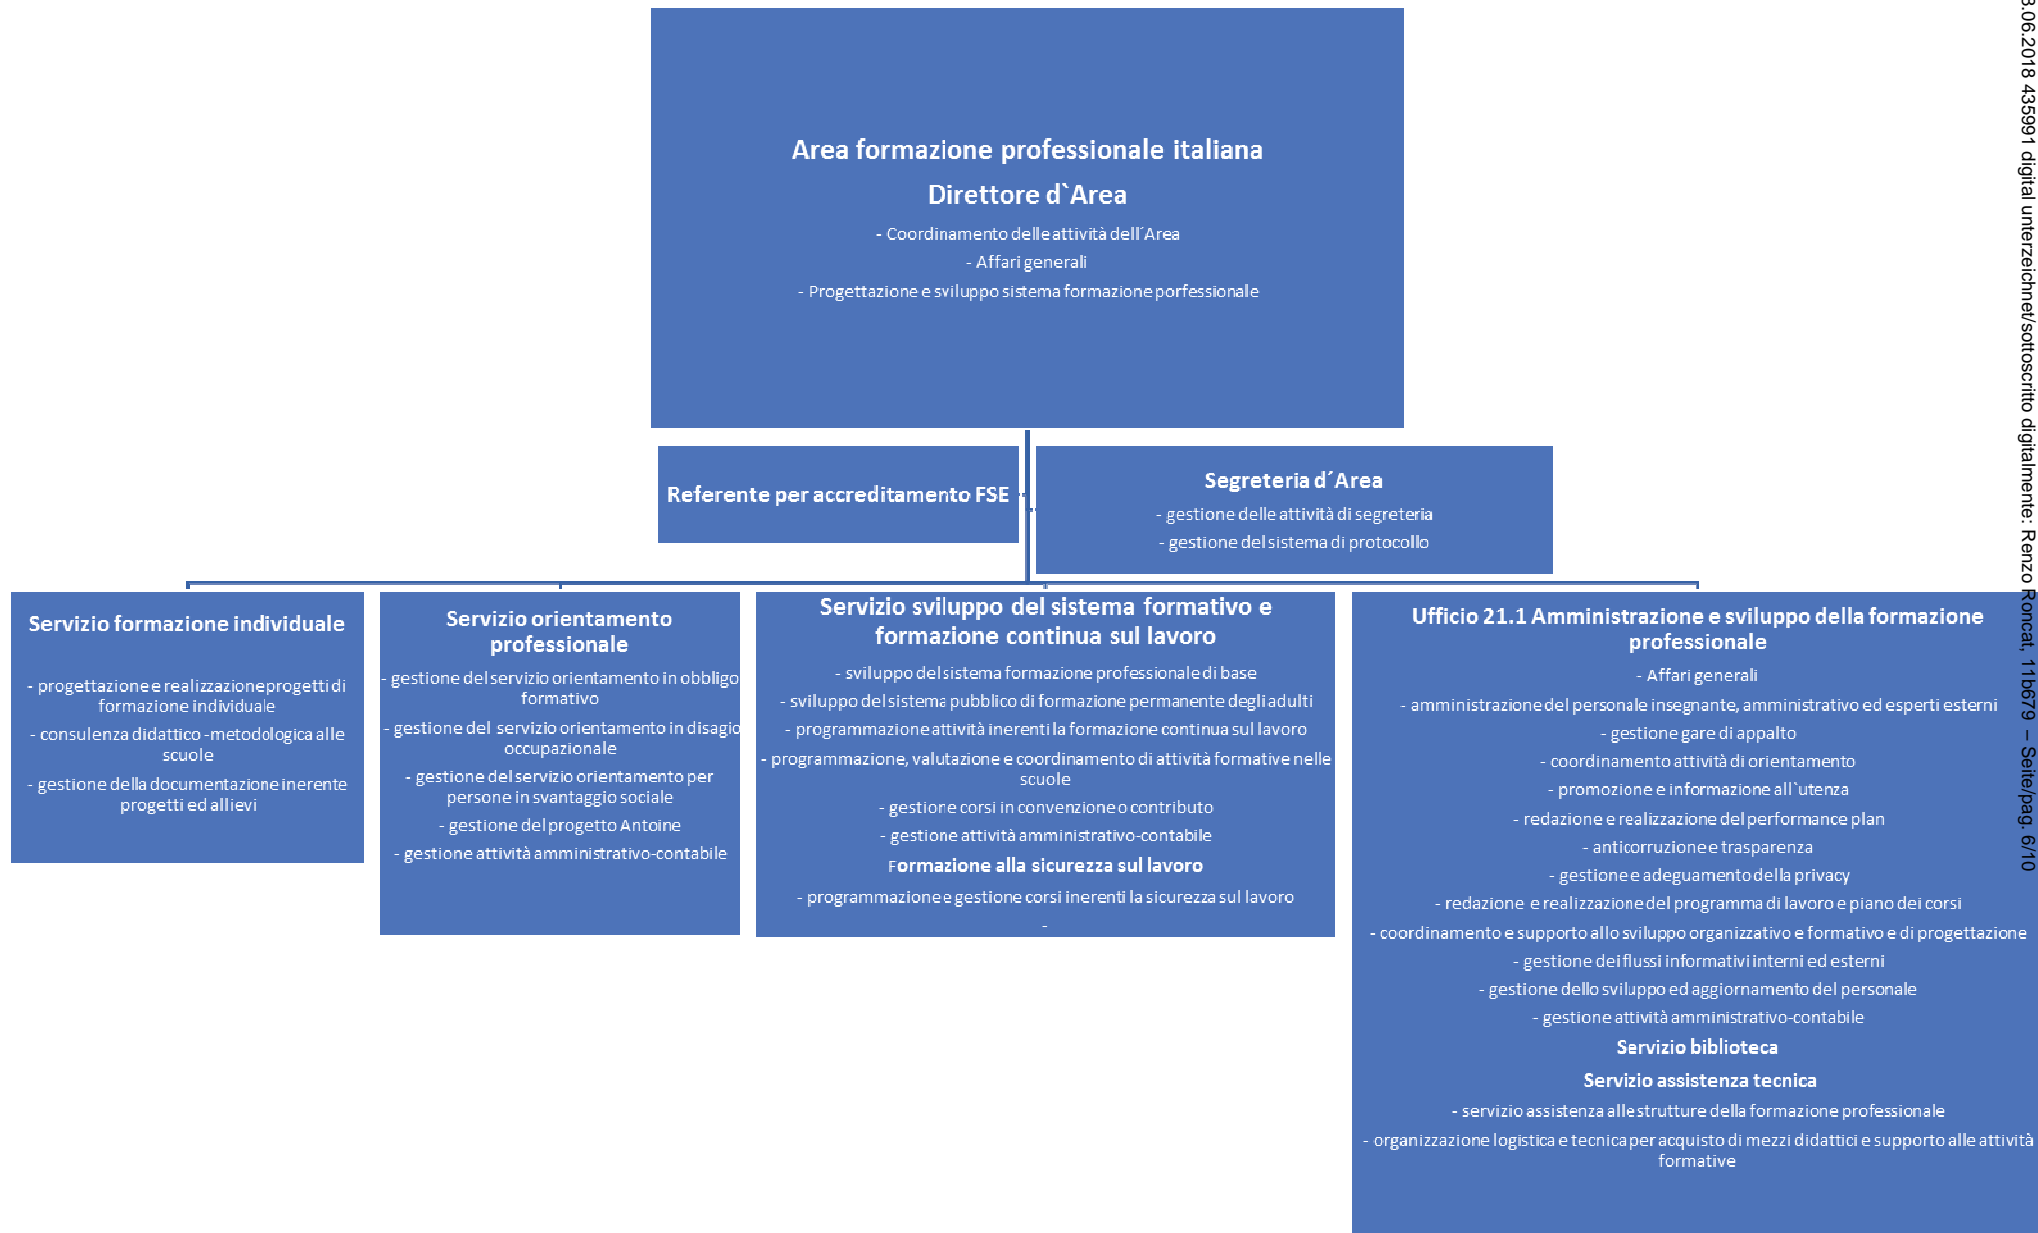 Area formazione professionale italiana
Direttore d`Area
- Coordinamento delle attività dell´Area
- Affari generali
- Progettazione e sviluppo sistema formazione porfessionale
Referente per accreditamento FSE
Segreteria d´Area
- gestione delle attività di segreteria
- gestione del sistema di protocollo
Servizio formazione individuale
- progettazione e realizzazione progetti di
formazione individuale
- consulenza didattico -metodologica alle
scuole
- gestione della documentazione inerente
progetti ed allievi
Servizio orientamento
professionale
- gestione del servizio orientamento in obbligo
formativo
- gestione del servizio orientamento in disagio
occupazionale
- gestione del servizio orientamento per
persone in svantaggio sociale
- gestione del progetto Antoine
- gestione attività amministrativo-contabile
Servizio sviluppo del sistema formativo e
formazione continua sul lavoro
- sviluppo del sistema formazione professionale di base
- sviluppo del sistema pubblico di formazione permanente degli adulti
- programmazione attività inerenti la formazione continua sul lavoro
- programmazione, valutazione e coordinamento di attività formative nelle
scuole
- gestione corsi in convenzione o contributo
- gestione attività amministrativo-contabile
Formazione alla sicurezza sul lavoro
- programmazione e gestione corsi inerenti la sicurezza sul lavoro
-
Ufficio 21.1 Amministrazione e sviluppo della formazione
professionale
- Affari generali
- amministrazione del personale insegnante, amministrativo ed esperti esterni
- gestione gare di appalto
- coordinamento attività di orientamento
- promozione e informazione all`utenza
- redazione e realizzazione del performance plan
- anticorruzione e trasparenza
- gestione e adeguamento della privacy
- redazione e realizzazione del programma di lavoro e piano dei corsi
- coordinamento e supporto allo sviluppo organizzativo e formativo e di progettazione
- gestione dei flussi informativi interni ed esterni
- gestione dello sviluppo ed aggiornamento del personale
- gestione attività amministrativo-contabile
Servizio biblioteca
Servizio assistenza tecnica
- servizio assistenza alle strutture della formazione professionale
- organizzazione logistica e tecnica per acquisto di mezzi didattici e supporto alle attività
formative
.06.2018 435991 digital unterzeichnet/sottoscritto digitalmente: Renzo Roncat, 11b679 – Seite/pag. 6/10